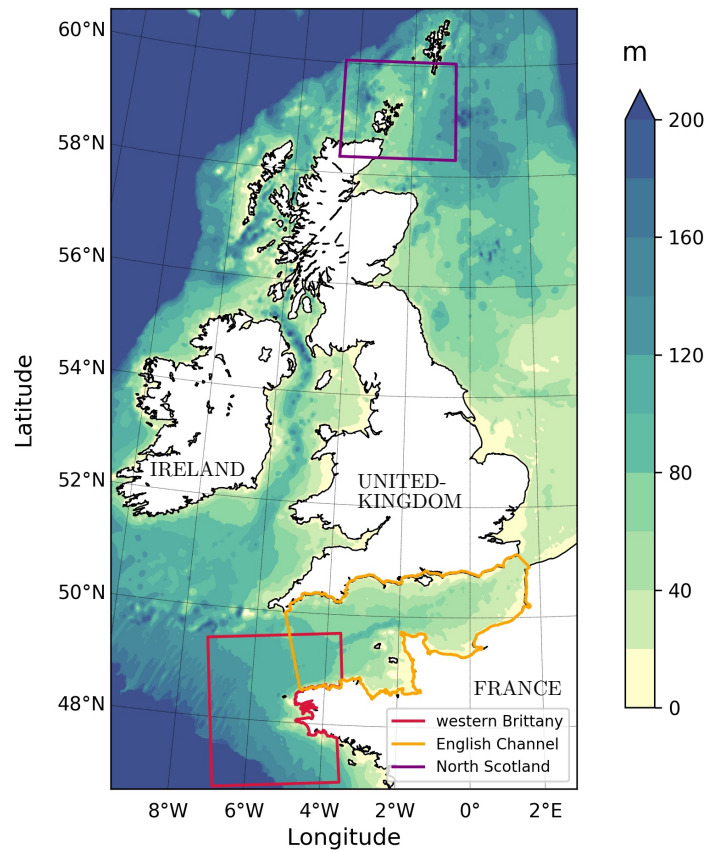 m
60°N
58°N
56°N
54°N
52°N
50°N
48°N
Latitude
IRELAND
UNITED-
KINGDOM
FRANCE
western Brittany
English Channel
North Scotland
8°W
6°W
4°W
2°W
0°
2°E
Longitude
200
160
120
80
40
0